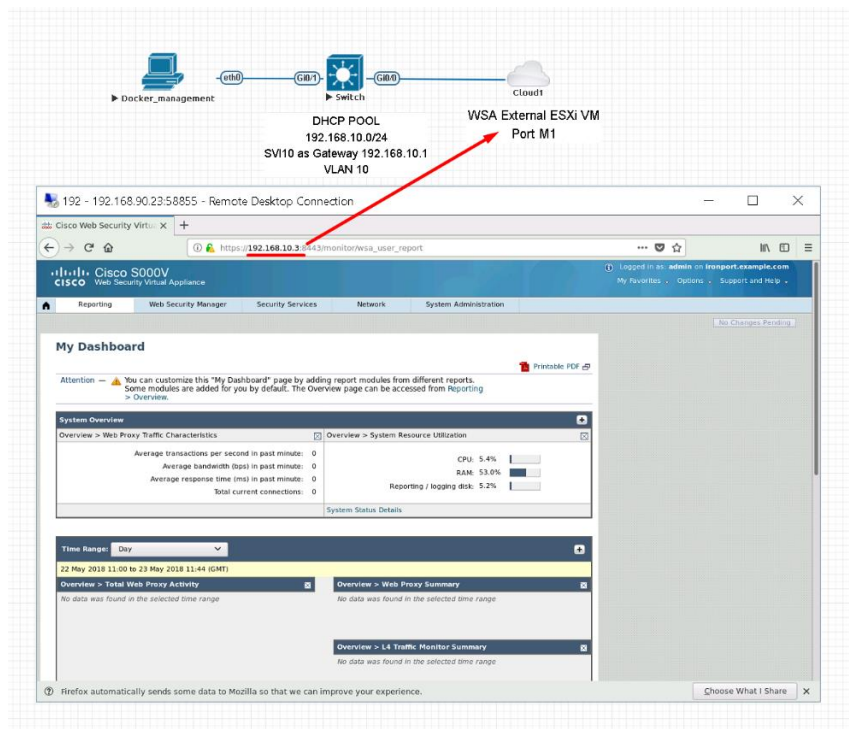 eth0
Gi0/1
Gi0/0
Docker_management
Switch
Cloud1
DHCP POOL
192.168.10.0/24
SVI10 as Gateway 192.168.10.1
VLAN 10
WSA External ESXi VM
Port M1
192 - 192.168.90.23:58855 - Remote Desktop Connection
Cisco Web Security Virtu
https://192.168.10.3:8443/monitor/wsa_user_report
Cisco S000V
CISCO Web Security Virtual Appliance
Logged in as: admin on ironport.example.com
My Favorites Options Support and Help
Reporting Web Security Manager Security Services Network System Administration
No Changes Pending
My Dashboard
Printable PDF
Attention — You can customize this "My Dashboard" page by adding report modules from different reports.
Some modules are added for you by default. The Overview page can be accessed from Reporting
> Overview.
System Overview
Overview > Web Proxy Traffic Characteristics
Average transactions per second in past minute: 0
Average bandwidth (bps) in past minute: 0
Average response time (ms) in past minute: 0
Total current connections: 0
Overview > System Resource Utilization
CPU: 5.4%
RAM: 53.0%
Reporting / logging disk: 5.2%
System Status Details
Time Range: Day
22 May 2018 11:00 to 23 May 2018 11:44 (GMT)
Overview > Total Web Proxy Activity
No data was found in the selected time range
Overview > Web Proxy Summary
No data was found in the selected time range
Overview > L4 Traffic Monitor Summary
No data was found in the selected time range
Firefox automatically sends some data to Mozilla so that we can improve your experience.
Choose What I Share